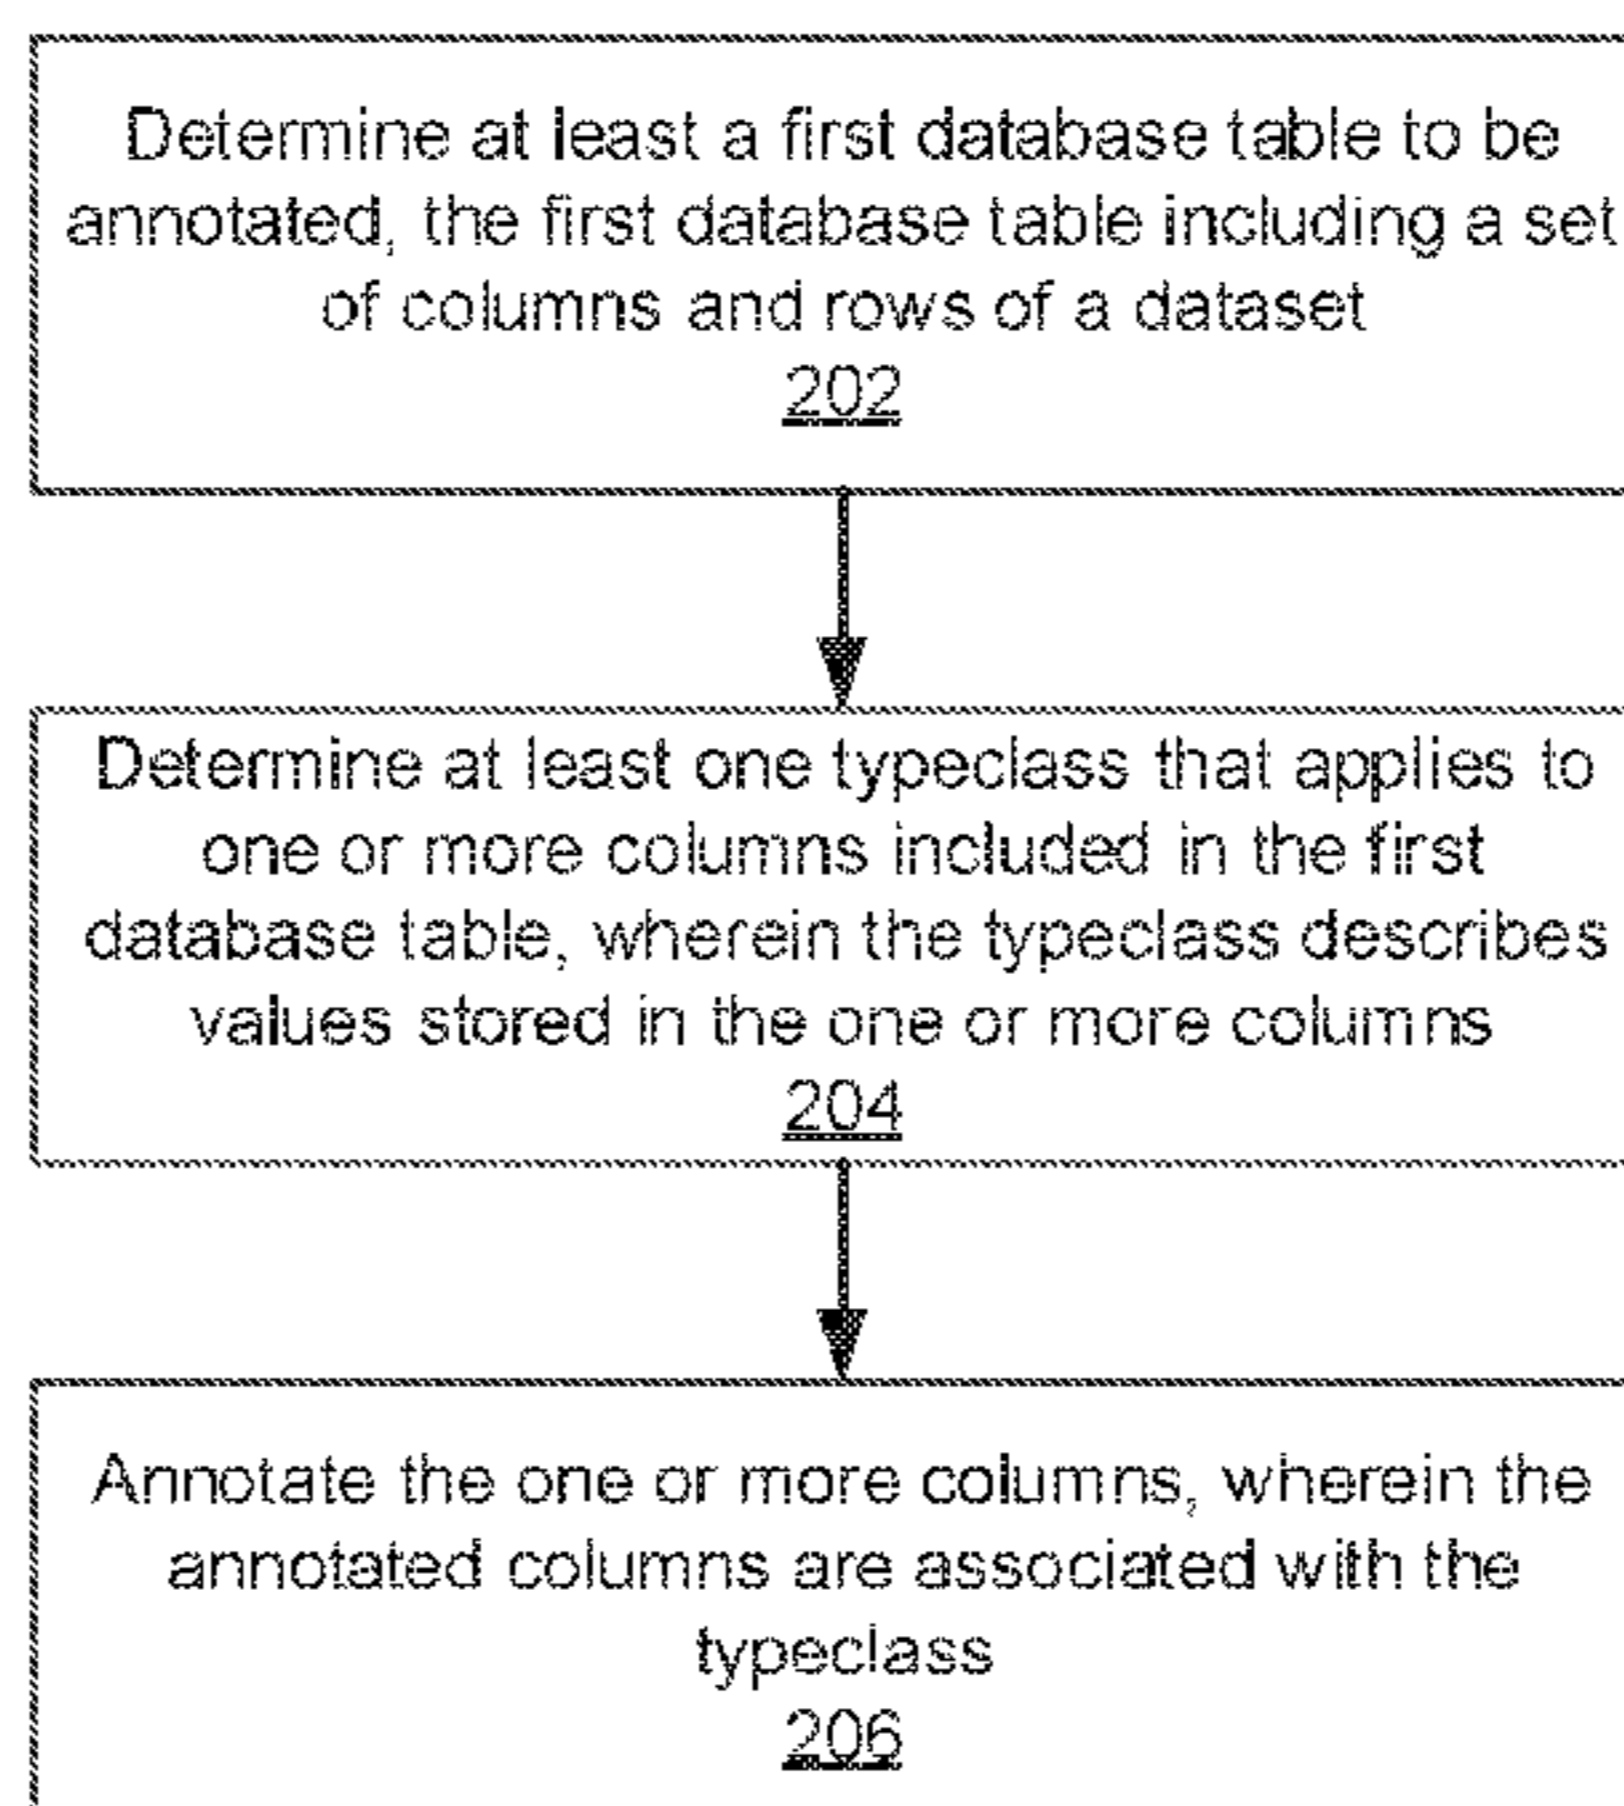 Determine at least a first database table to be
annotated, the first database table including a set
of columns and rows of a dataset
202
Determine at least one typeclass that applies to
one or more columns included in the first
database table, wherein the typeclass describes
values stored in the one or more columns
204
Annotate the one or more columns, wherein the
annotated columns are associated with the
typeclass
206